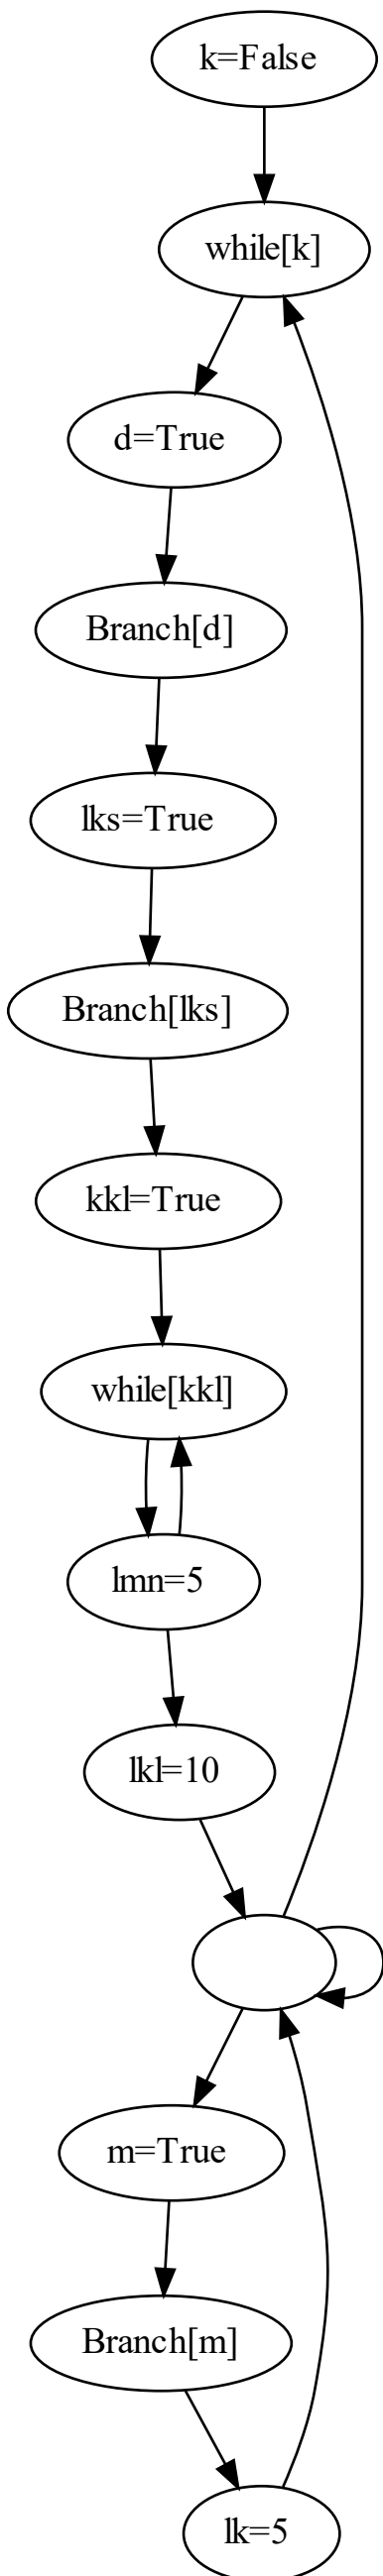 k=False
while[k]
d=True
Branch[d]
lks=True
Branch[lks]
kkl=True
while[kkl]
lmn=5
lkl=10
m=True
Branch[m]
lk=5